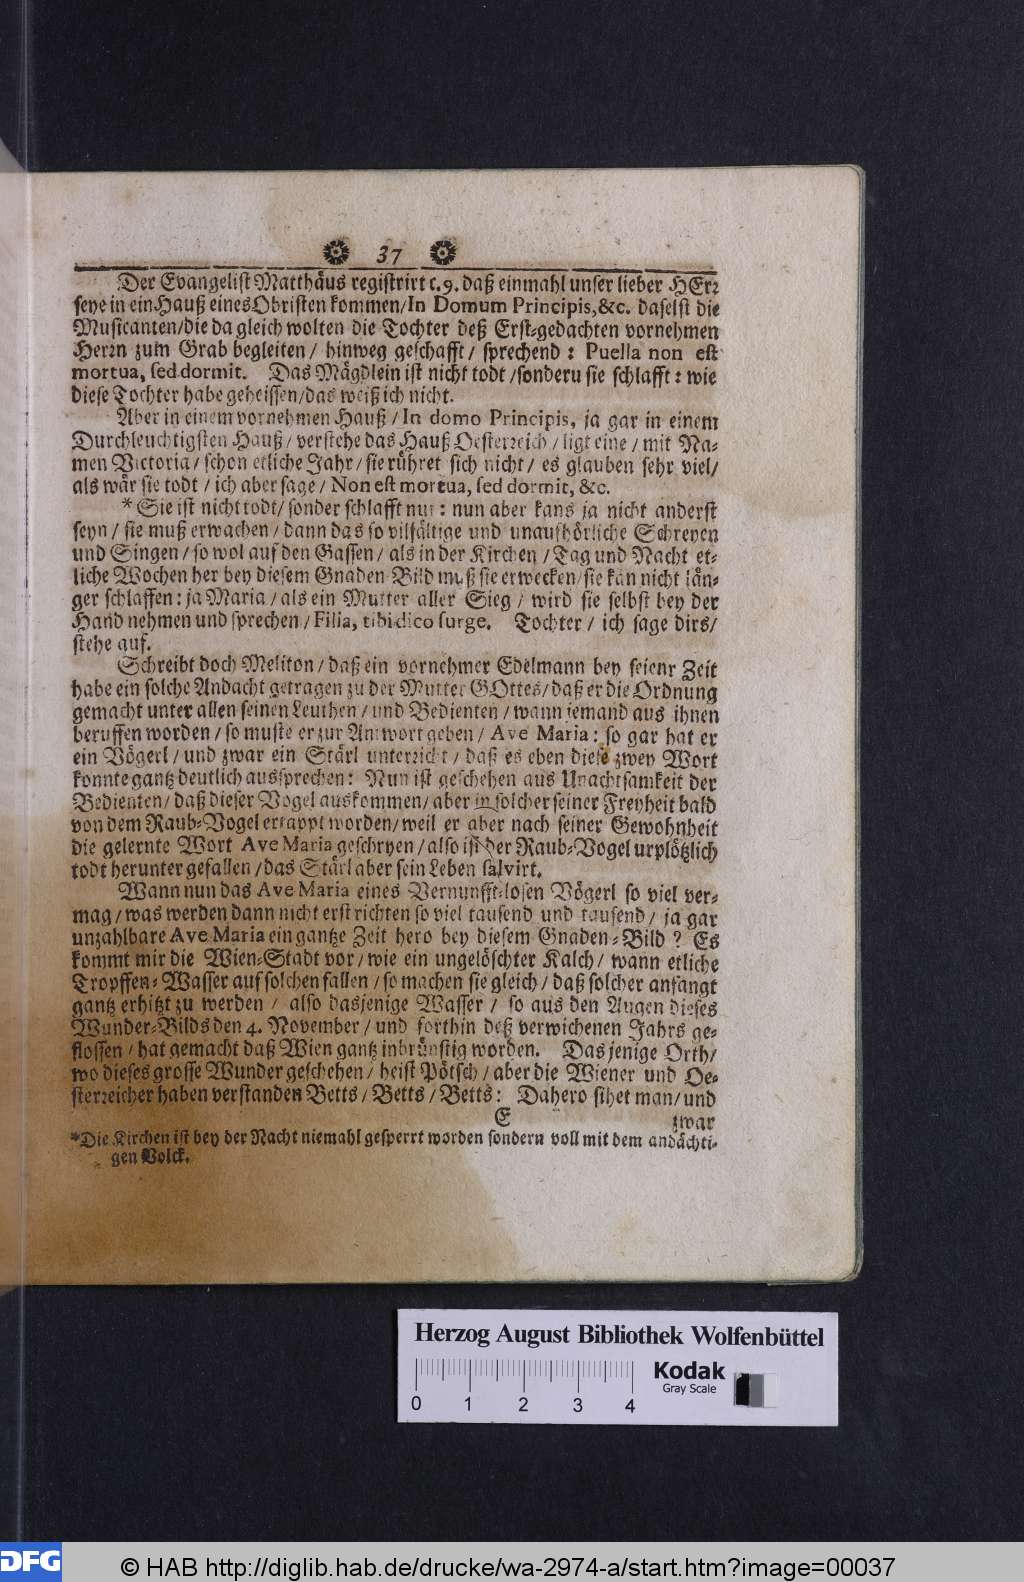 37
Der Evangelist Matthäus registrirt c.9. daß einmahl unser lieber HErr
seye in ein Hauß eines Obristen kommen/In Domum Principis,&c. daselst die
Musicanten/die da gleich wolten die Tochter deß Erst-gedachten vornehmen
Herrn zum Grab begleiten/ hinweg geschafft/ sprechend: Puella non est
mortua, sed dormit. Das Mägdlein ist nicht todt/sonderu sie schlafft: wie
diese Tochter habe geheissen/das weiß ich nicht.
Aber in einem vornehmen Hauß/In domo Principis, ja gar in einem
Durchleuchtigsten Hauß/ verstehe das Hauß Oesterreich/ligt eine/ mit Na-
men Victoria/ schon etliche Jahr/sie rühret sich nicht/ es glauben sehr viel/
als wär sie todt/ ich aber sage/Non est mortua, sed dormit, &c.
* Sie ist nicht todt/ sonder schlafft nur: nun aber kans ja nicht anderst
seyn/ sie muß erwachen/dann das so vilfältige und unaufhörliche Schreyen
und Singen/so wol auf den Gassen/als in der Kirchen/Tag und Nacht et-
liche Wochen her bey diesem Gnaden-Bild muß sie erwecken/sie kan nicht län-
ger schlaffen: ja Maria/als ein Mutter aller Sieg/ wird sie selbst bey der
Hand nehmen und sprechen/Filia, tibi dico surge. Tochter/ ich sage dirs/
stehe auf.
Schreibt doch Meliton/daß ein vornehmer Edelmann bey seienr Zeit
habe ein solche Andacht getragen zu der Mutter GOttes/daß er die Ordnung
gemacht unter allen seinen Leuthen/und Bedienten/wann jemand aus ihnen
beruffen worden/so muste er zur Antwort geben/ Ave Maria: so gar hat er
ein Vögerl/und zwar ein Stärl unterricht/ daß es eben diese zwey Wort
konnte gantz deutlich aussprechen: Nun ist geschehen aus Unachtsamkeit der
Bedienten/daß dieser Vogel auskommen/aber in solcher seiner Freyheit bald
von dem Raub-Vogel ertappt worden/weil er aber nach seiner Gewohnheit
die gelernte Wort Ave Maria geschryen/also ist der Raub-Vogel urplötzlich
todt herunter gefallen/das Stärl aber sein Leben salvirt.
Wann nun das Ave Maria eines Vernunfft-losen Vögerl so viel ver-
mag/was werden dann nicht erst richten so viel tausend und tausend/ ja gar
unzahlbare Ave Maria ein gantze Zeit hero bey diesem Gnaden-Bild? Es
kommt mir die Wien-Stadt vor/wie ein ungelöschter Kalch/wann etliche
Tropffen-Wasser auf solchen fallen/so machen sie gleich/daß solcher anfangt
gantz erhitzt zu werden/ also dasjenige Wasser/ so aus den Augen dieses
Wunder-Bilds den 4. November/und forthin deß verwichenen Jahrs ge-
flossen/hat gemacht daß Wien gantz inbrünstig worden. Das jenige Orth/
wo dieses grosse Wunder geschehen/heist Pötsch/aber die Wiener und Oe-
sterreicher haben verstanden Betts/Betts/Betts: Dahero sihet man/und
E zwar
*Die Kirchen ist bey der Nacht niemahl gesperrt worden sondern voll mit dem andächti-
gen Volck.
Herzog August Bibliothek Wolfenbüttel
Kodak
Gray Scale
0 1 2 3 4
DFG
© HAB http://diglib.hab.de/drucke/wa-2974-a/start.htm?image=00037